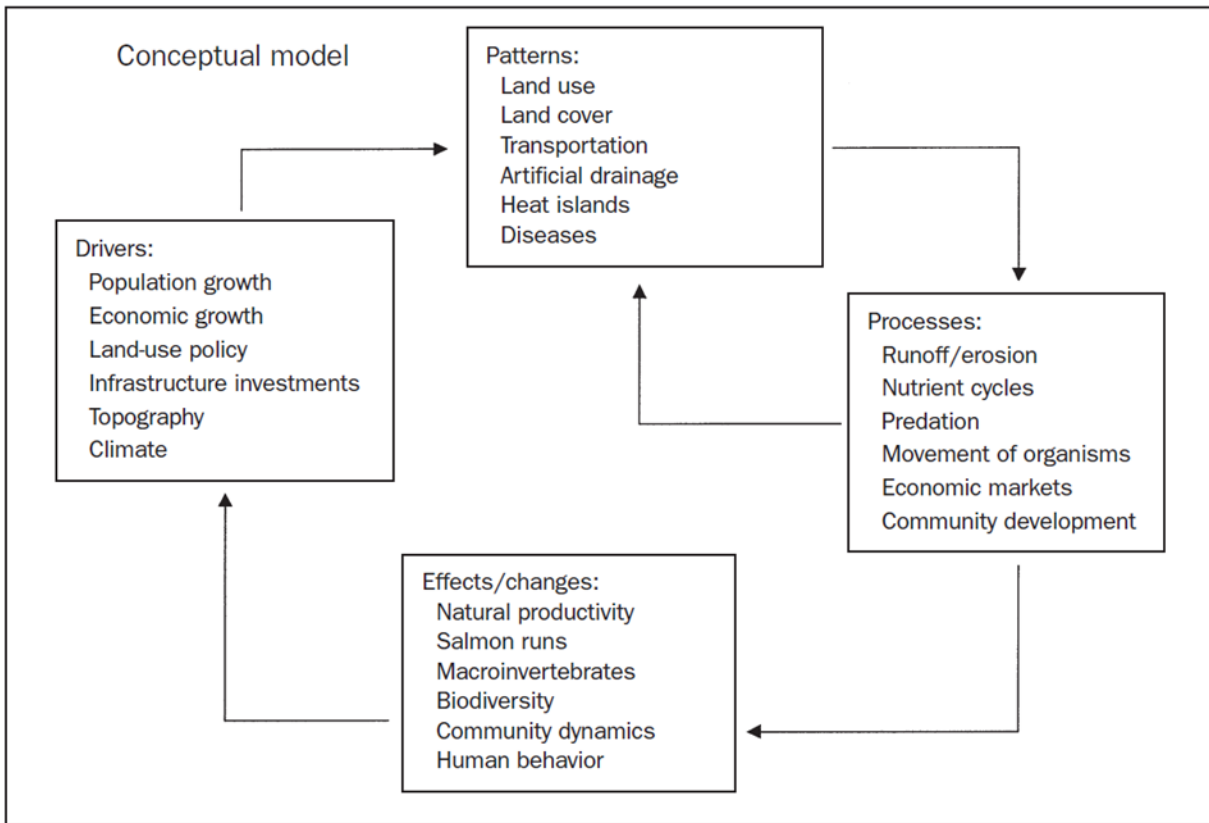 Conceptual model
Patterns:
Land use
Land cover
Transportation
Artificial drainage
Heat islands
Diseases
Drivers:
Population growth
Economic growth
Land-use policy
Infrastructure investments
Topography
Climate
Processes:
Runoff/erosion
Nutrient cycles
Predation
Movement of organisms
Economic markets
Community development
Effects/changes:
Natural productivity
Salmon runs
Macroinvertebrates
Biodiversity
Community dynamics
Human behavior